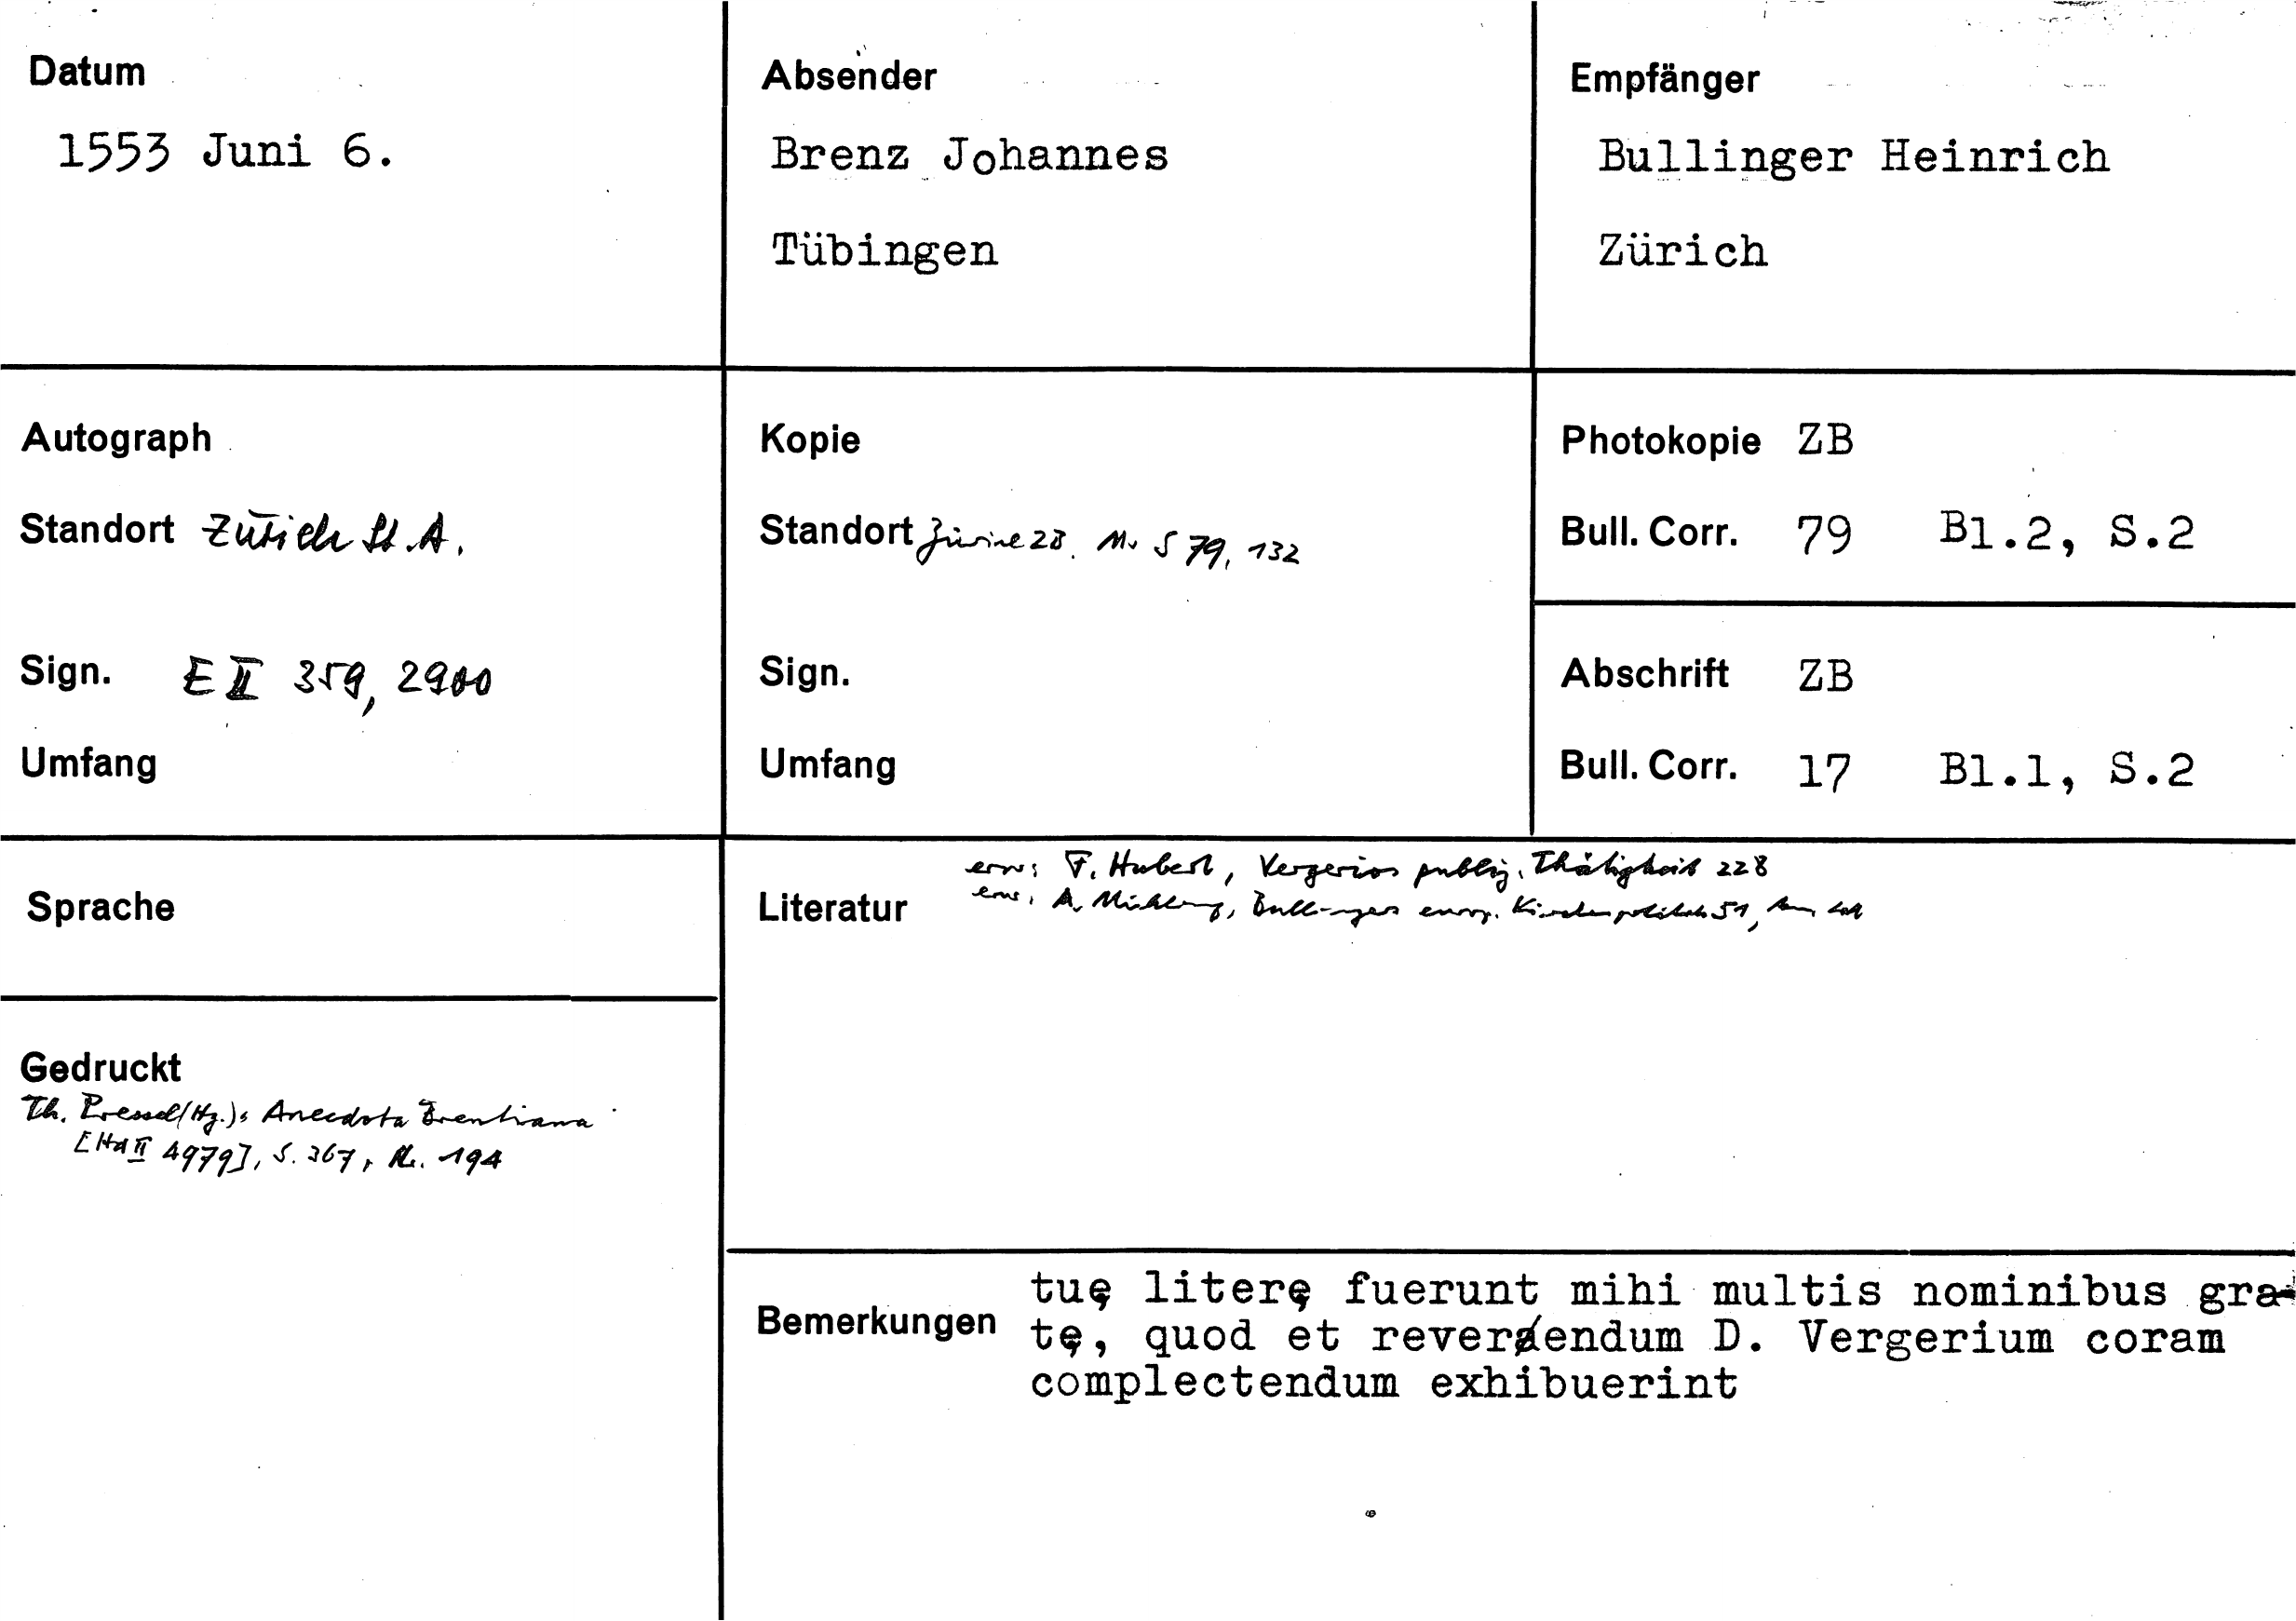 Datum
1553 Juni 6.
Absender
Brenz Johannes
Tübingen
Empfänger
Bullinger Heinrich
Zürich
Autograph
Standort Zürich St.A.
Sign. E II 359, 2900
Umfang
Kopie
Standort Zürich ZB. Ms S 79, 132
Sign.
Umfang
Photokopie ZB
Bull. Corr. 79 Bl.2, S.2
Abschrift ZB
Bull. Corr. 17 Bl.1, S.2
Sprache
Gedruckt
Th. Pressel (Hg.), Anecdota Brentiana
[Hd II 4979], S. 367, Nr. 194
Literatur
erw: F. Hubert, Vergerios publiz. Thätigkeit 228
erw. A. Mühling, Bullingers europ. Kirchenpolitik 51,
Bemerkungen
tuę literę fuerunt mihi multis nominibus gra-
tę, quod et reverendum D. Vergerium coram
complectendum exhibuerint